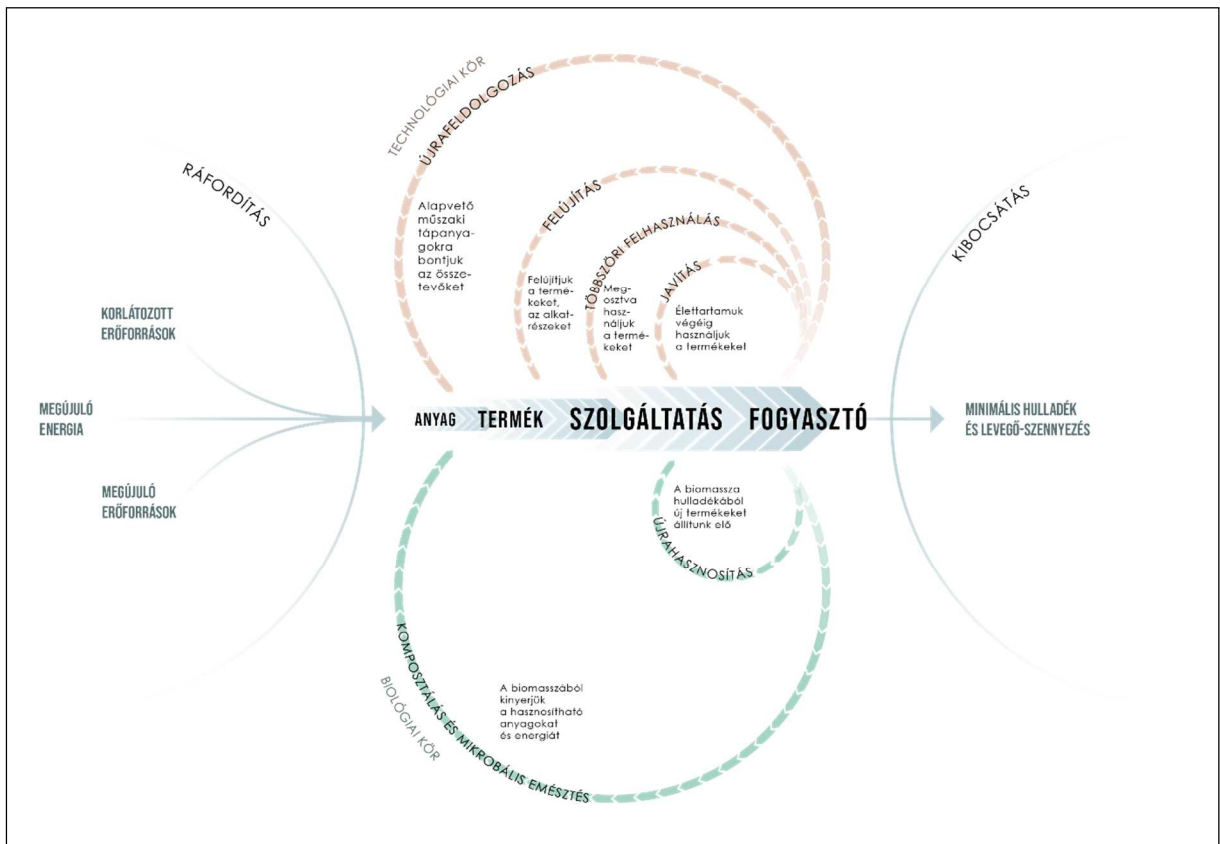 TECHNOLÓGIAI KÖR
ÚJRAFELDOLGOZÁS
RÁFORDÍTÁS
KIBOCSÁTÁS
FELÚJÍTÁS
TÖBBSZÖRI FELHASZNÁLÁS
JAVÍTÁS
Alapvető
műszaki
tápanya-
gokra
bontjuk
az össze-
tevőket
Felújítjuk
a termé-
keket,
az alkat-
részeket
Meg-
osztva
hasz-
náljuk
a termé-
keket
Élettartamuk
végéig
használjuk
a termékeket
KORLÁTOZOTT
ERŐFORRÁSOK
MEGÚJULÓ
ENERGIA
MEGÚJULÓ
ERŐFORRÁSOK
ANYAG TERMÉK SZOLGÁLTATÁS FOGYASZTÓ
MINIMÁLIS HULLADÉK
ÉS LEVEGŐ-SZENNYEZÉS
A biomassza
hulladékából
új termékeket
állítunk elő
ÚJRAHASZNOSÍTÁS
KOMPOSZTÁLÁS ÉS MIKROBÁLIS EMÉSZTÉS
BIOLÓGIAI KÖR
A biomasszából
kinyerjük
a hasznosítható
anyagokat
és energiát